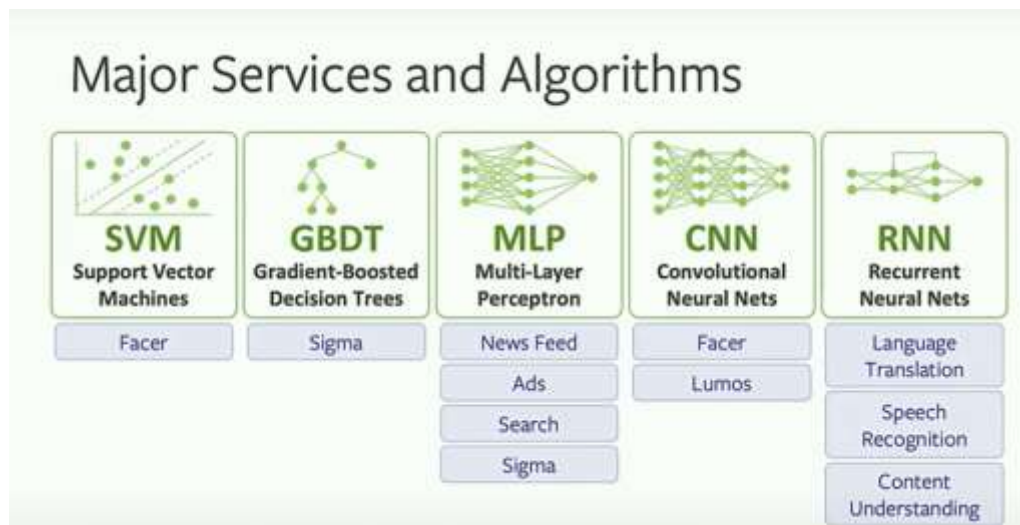 Major Services and Algorithms
SVM
Support Vector
Machines
Facer
GBDT
Gradient-Boosted
Decision Trees
Sigma
MLP
Multi-Layer
Perceptron
News Feed
Ads
Search
Sigma
CNN
Convolutional
Neural Nets
Facer
Lumos
RNN
Recurrent
Neural Nets
Language
Translation
Speech
Recognition
Content
Understanding